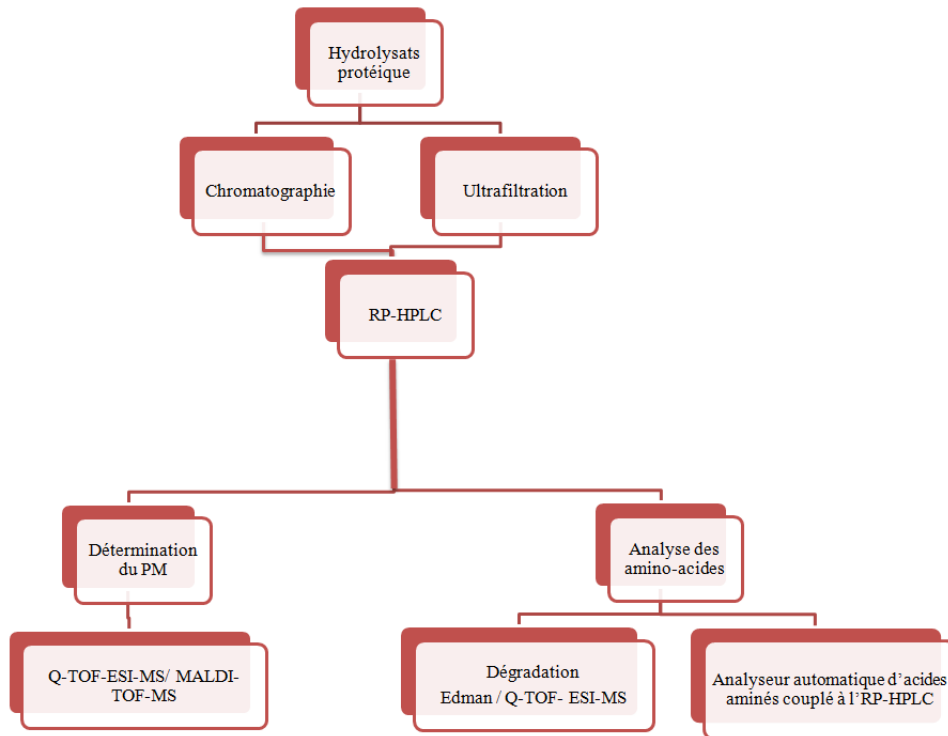 Hydrolysats
protéique
Chromatographie
Ultrafiltration
RP-HPLC
Détermination
du PM
Analyse des
amino-acides
Q-TOF-ESI-MS/ MALDI-
TOF-MS
Dégradation
Edman / Q-TOF- ESI-MS
Analyseur automatique d’acides
aminés couplé à l’RP-HPLC